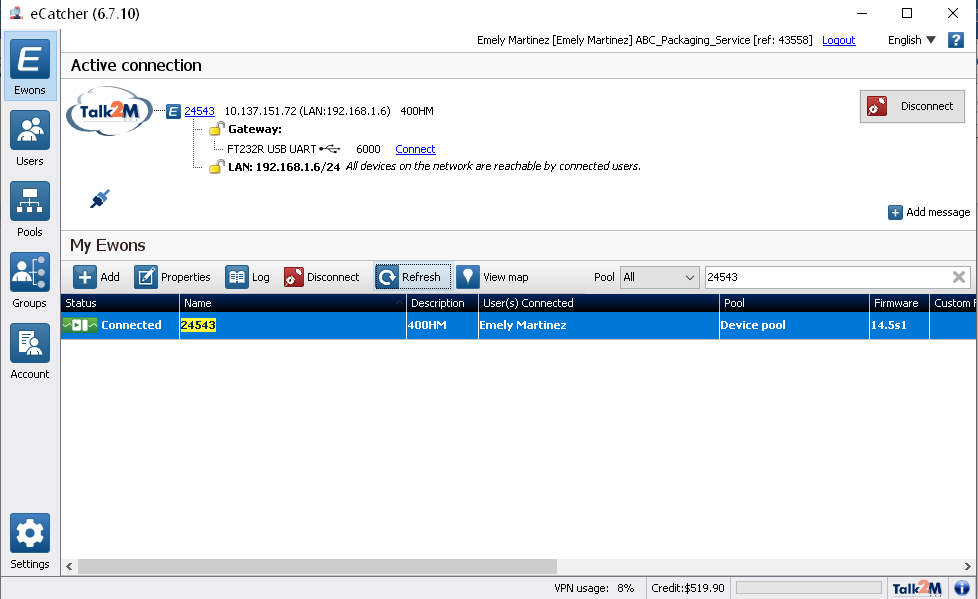 eCatcher (6.7.10)
Emely Martinez [Emely Martinez] ABC_Packaging_Service [ref: 43558] Logout English ?
E
Ewons
Users
Pools
Groups
Account
Settings
Active connection
Talk2M E 24543 10.137.151.72 (LAN:192.168.1.6) 400HM
Disconnect
Gateway:
FT232R USB UART 6000 Connect
LAN: 192.168.1.6/24 All devices on the network are reachable by connected users.
Add message
My Ewons
Add Properties Log Disconnect Refresh View map Pool All 24543
Status Name Description User(s) Connected Pool Firmware Custom F
Connected 24543 400HM Emely Martinez Device pool 14.5s1
VPN usage: 8% Credit:$519.90 Talk2M i